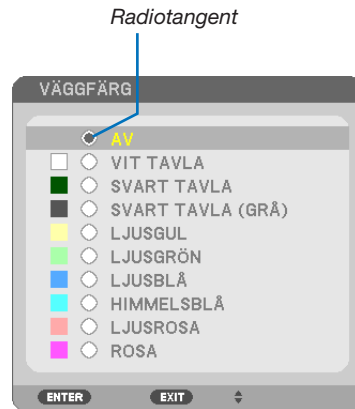 Radiotangent
VÄGGFÄRG
AV
VIT TAVLA
SVART TAVLA
SVART TAVLA (GRÅ)
LJUSGUL
LJUSGRÖN
LJUSBLÅ
HIMMELSBLÅ
LJUSROSA
ROSA
ENTER EXIT